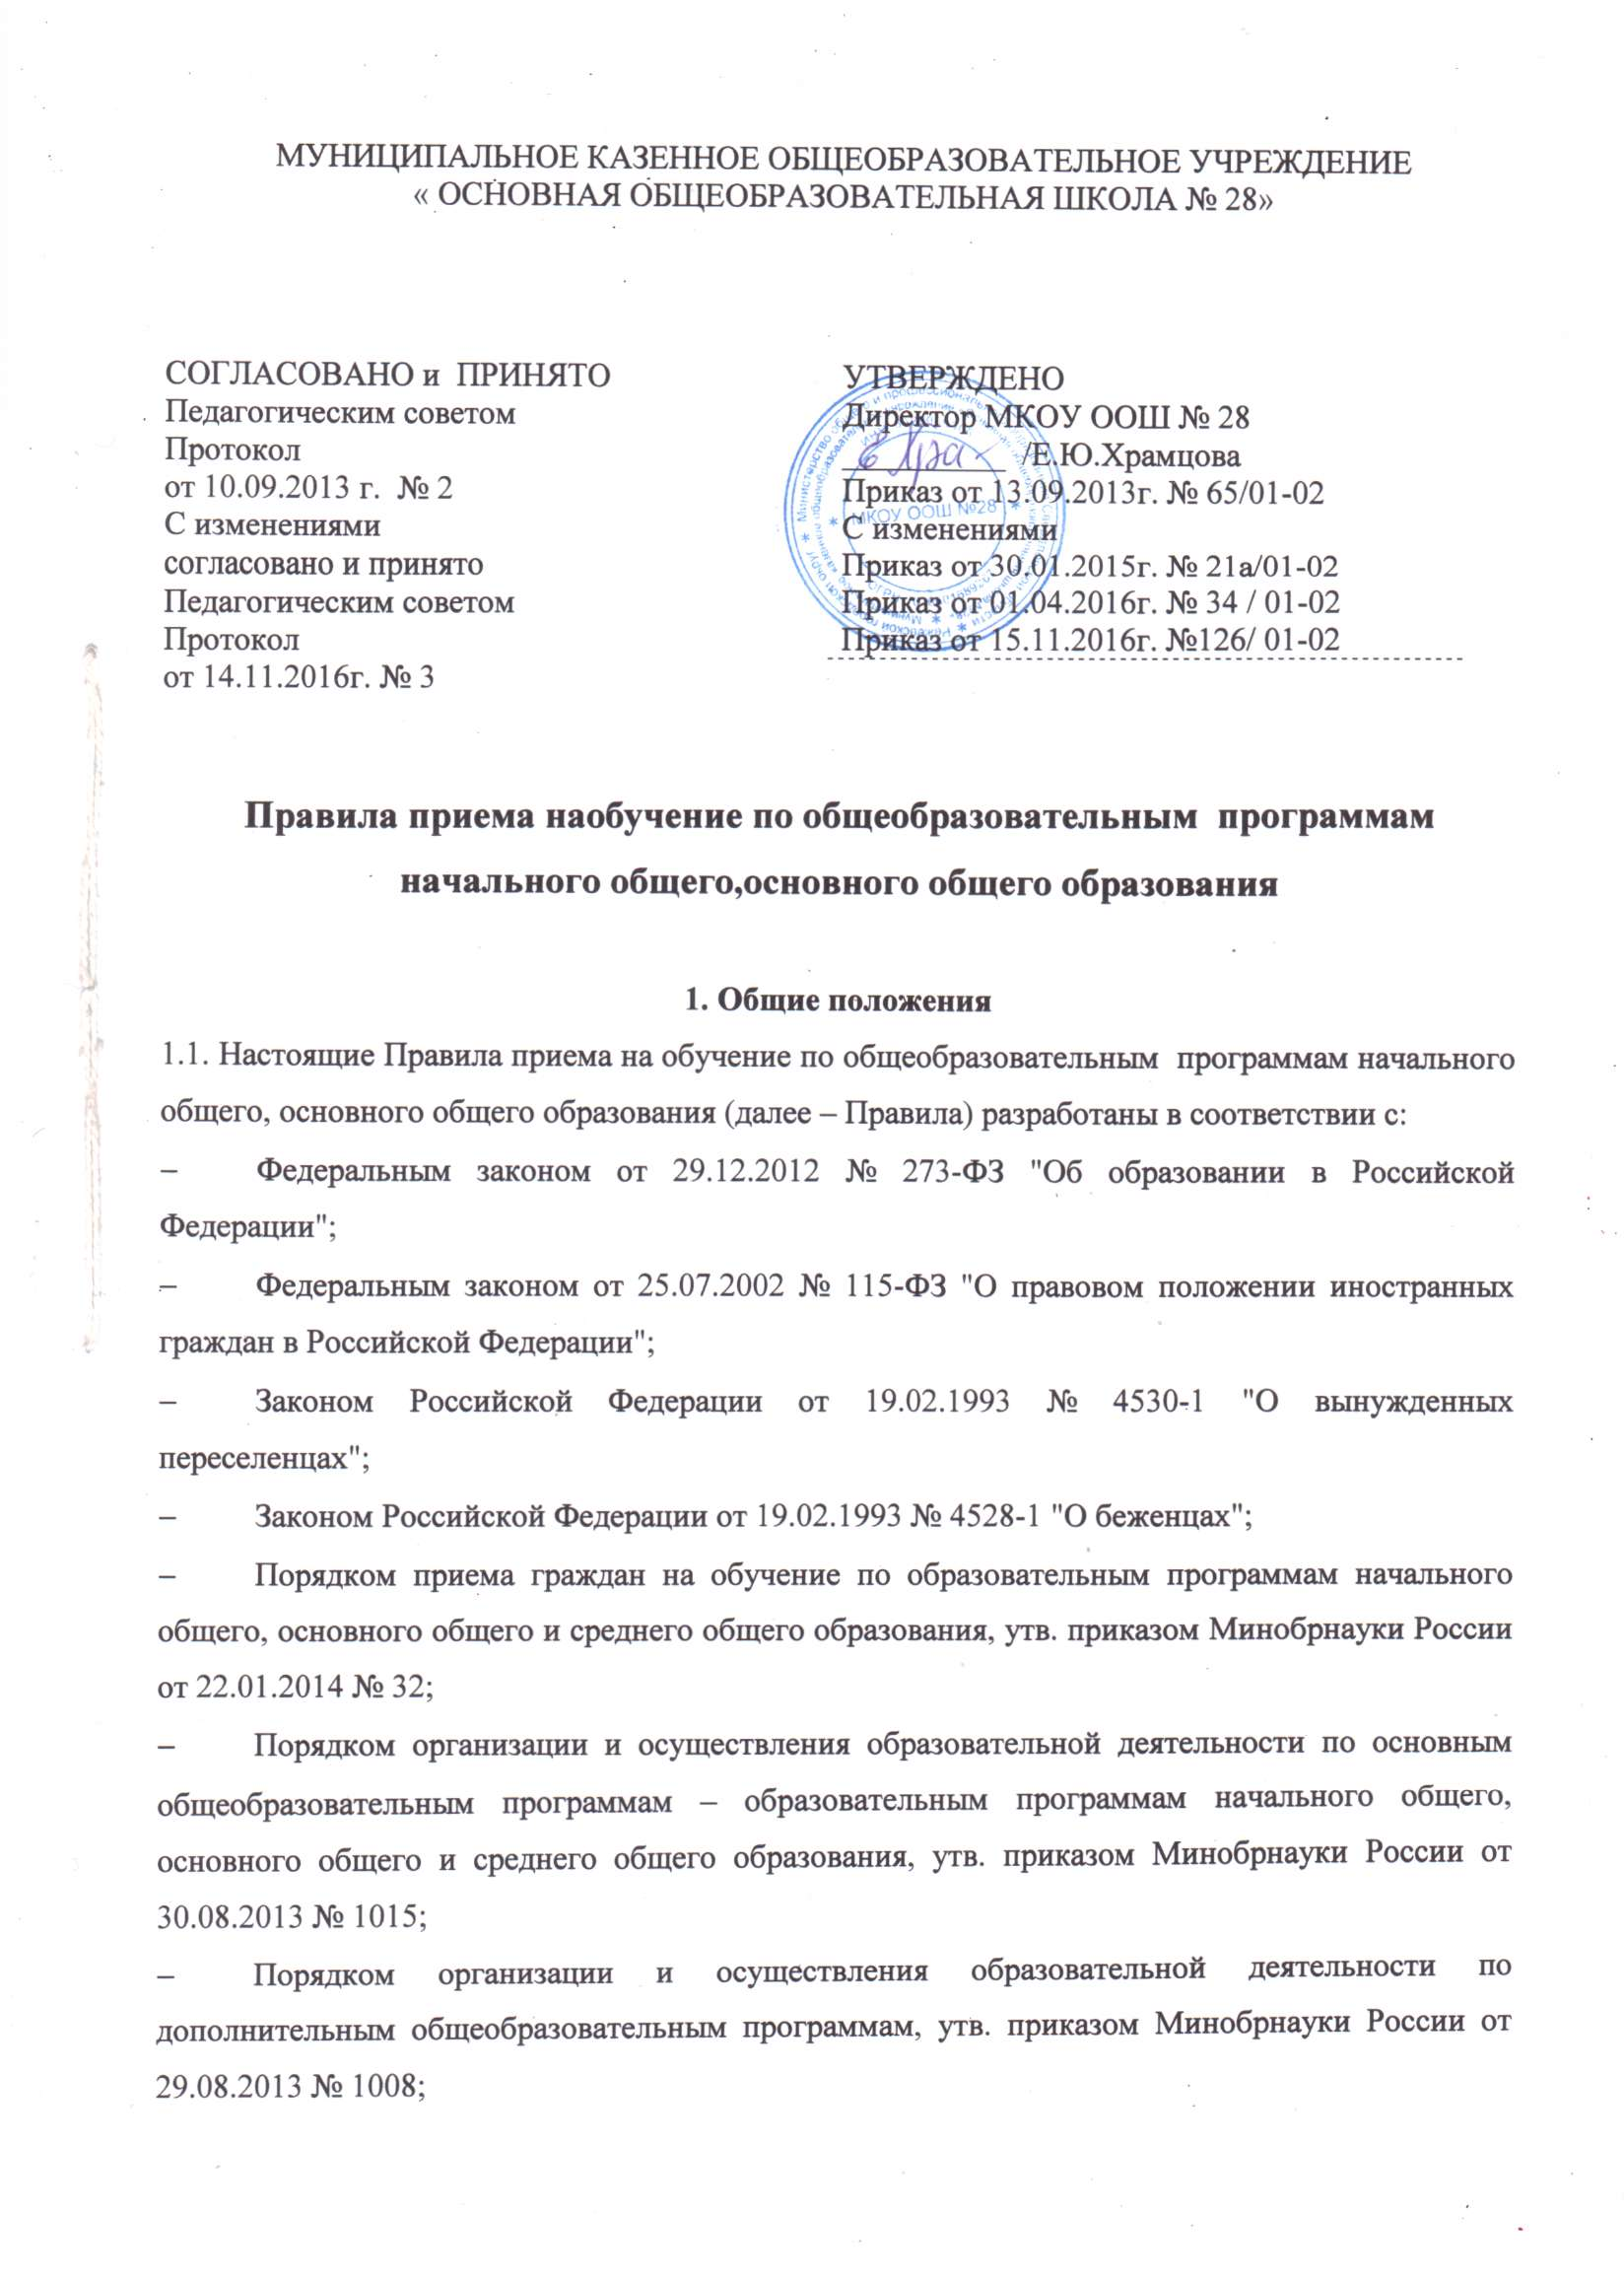 МУНИЦИПАЛЬНОЕ КАЗЕННОЕ ОБЩЕОБРАЗОВАТЕЛЬНОЕ УЧРЕЖДЕНИЕ
« ОСНОВНАЯ ОБЩЕОБРАЗОВАТЕЛЬНАЯ ШКОЛА № 28»
СОГЛАСОВАНО и ПРИНЯТО
Педагогическим советом
Протокол
от 10.09.2013 г. № 2
С изменениями
согласовано и принято
Педагогическим советом
Протокол
от 14.11.2016г. № 3
УТВЕРЖДЕНО
Директор МКОУ ООШ № 28
/Е.Ю.Храмцова
Приказ от 13.09.2013г. № 65/01-02
МКОУ ООШ №28
С изменениями
Приказ от 30.01.2015г. № 21а/01-02
Приказ от 01.04.2016г. № 34 / 01-02
Приказ от 15.11.2016г. №126/ 01-02
Правила приема наобучение по общеобразовательным программам
начального общего,основного общего образования
1. Общие положения
1.1. Настоящие Правила приема на обучение по общеобразовательным программам начального
общего, основного общего образования (далее – Правила) разработаны в соответствии с:
– Федеральным законом от 29.12.2012 № 273-ФЗ "Об образовании в Российской
Федерации";
– Федеральным законом от 25.07.2002 № 115-ФЗ "О правовом положении иностранных
граждан в Российской Федерации";
– Законом Российской Федерации от 19.02.1993 № 4530-1 "О вынужденных
переселенцах";
– Законом Российской Федерации от 19.02.1993 № 4528-1 "О беженцах";
– Порядком приема граждан на обучение по образовательным программам начального
общего, основного общего и среднего общего образования, утв. приказом Минобрнауки России
от 22.01.2014 № 32;
– Порядком организации и осуществления образовательной деятельности по основным
общеобразовательным программам – образовательным программам начального общего,
основного общего и среднего общего образования, утв. приказом Минобрнауки России от
30.08.2013 № 1015;
– Порядком организации и осуществления образовательной деятельности по
дополнительным общеобразовательным программам, утв. приказом Минобрнауки России от
29.08.2013 № 1008;